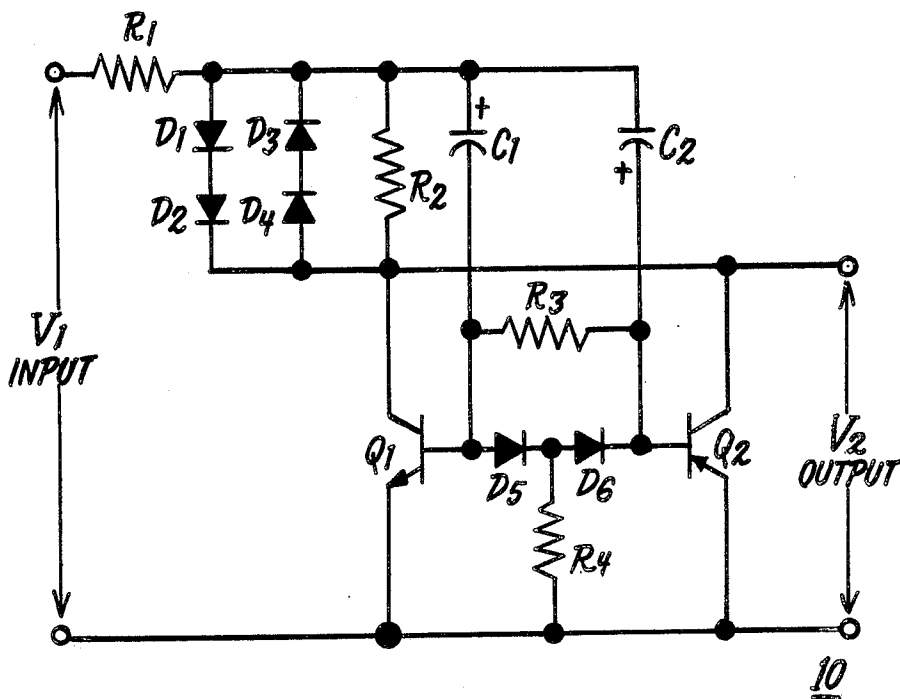 R1
+
C1
C2
+
D1
D3
R2
D2
D4
R3
V1
INPUT
Q1
D5
D6
Q2
V2
OUTPUT
R4
10